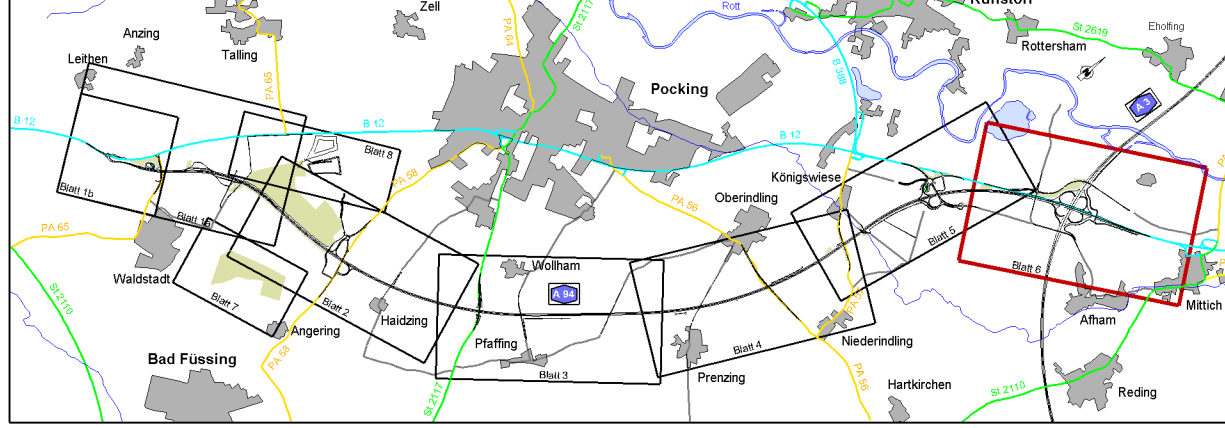 Zell
PA 64
St 2117
Rott
Ruhstorf
St 2619
Rottersham
Eholfing
Anzing
Talling
Leithen
PA 65
Pocking
B 388
N
A 3
B 12
B 12
B 12
Blatt 8
PA 58
Königswiese
PA 56
Oberindling
Blatt 1b
Blatt 5
PA 65
Waldstadt
Wollham
Blatt 6
A 94
St 2110
Blatt 7
Blatt 2
Haidzing
Angering
Pfaffing
Mittich
Afham
Niederindling
Blatt 4
Bad Füssing
PA 58
Blatt 3
Prenzing
PA 56
Hartkirchen
St 2110
Reding
St 2117